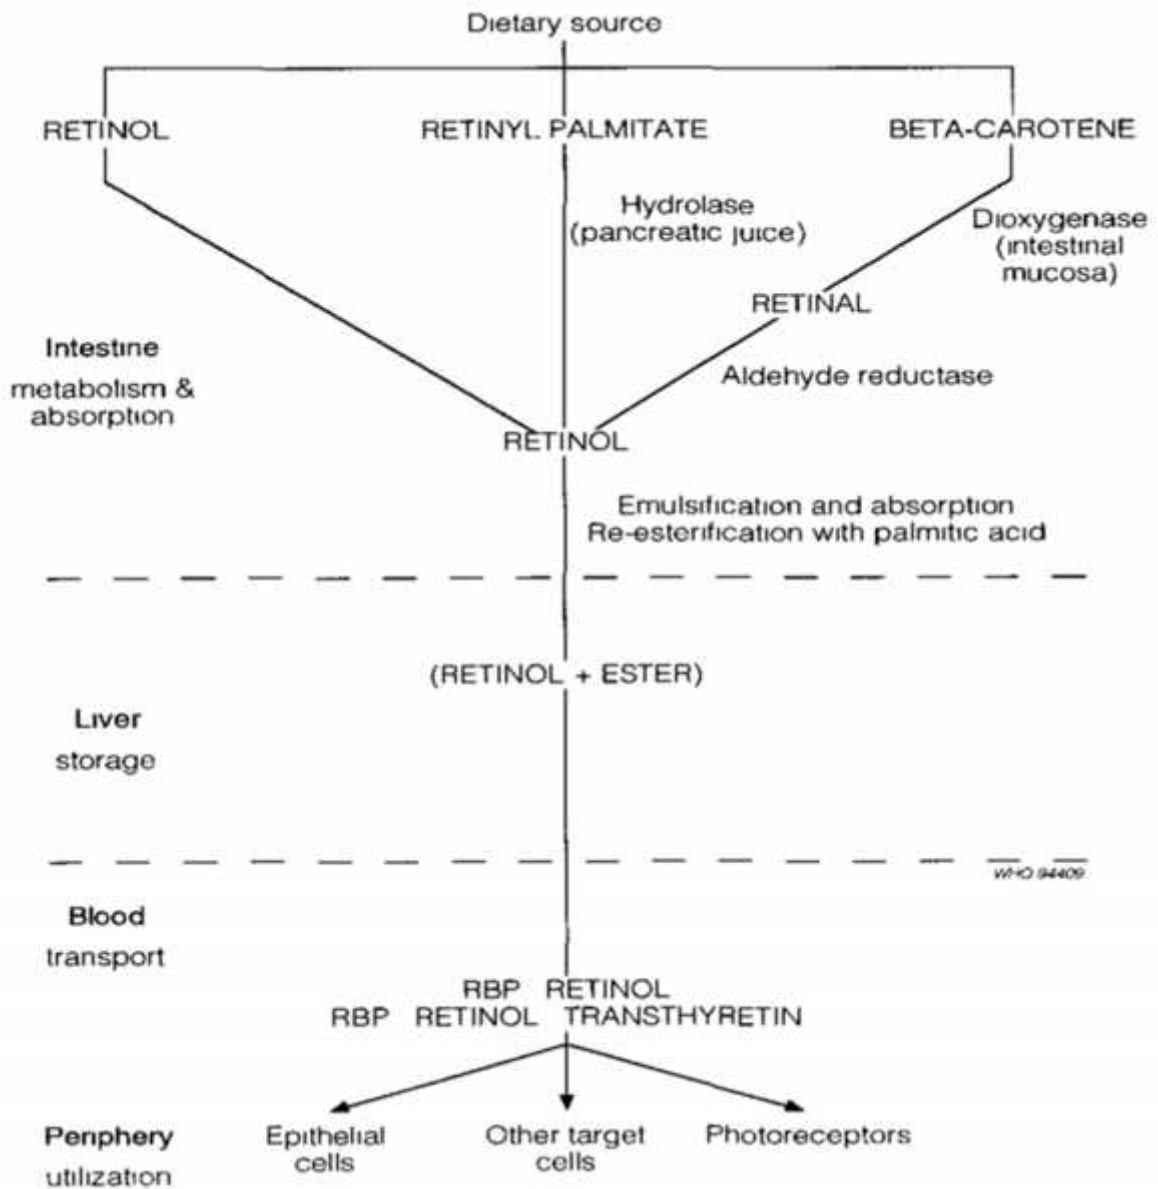 Dietary source
RETINOL
RETINYL PALMITATE
BETA-CAROTENE
Hydrolase
(pancreatic juice)
Dioxygenase
(intestinal
mucosa)
RETINAL
Intestine
metabolism &
absorption
Aldehyde reductase
RETINOL
Emulsification and absorption
Re-esterification with palmitic acid
(RETINOL + ESTER)
Liver
storage
WHO 94409
Blood
transport
RBP RETINOL
RBP RETINOL TRANSTHYRETIN
Periphery
utilization
Epithelial
cells
Other target
cells
Photoreceptors